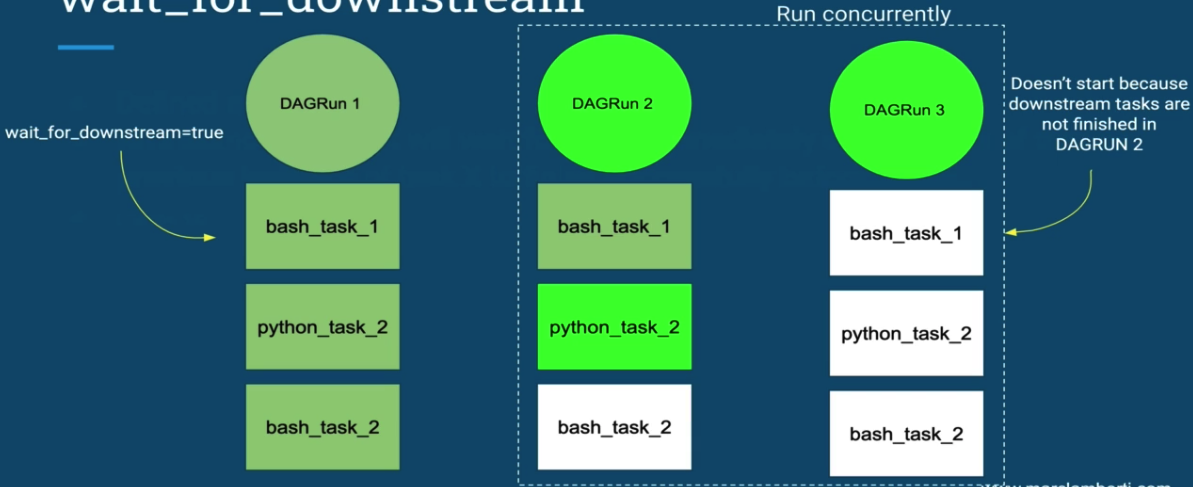 wait_for_downstream
Run concurrently
DAGRun 1
DAGRun 2
DAGRun 3
Doesn't start because
downstream tasks are
not finished in
DAGRUN 2
wait_for_downstream=true
bash_task_1
bash_task_1
bash_task_1
python_task_2
python_task_2
python_task_2
bash_task_2
bash_task_2
bash_task_2